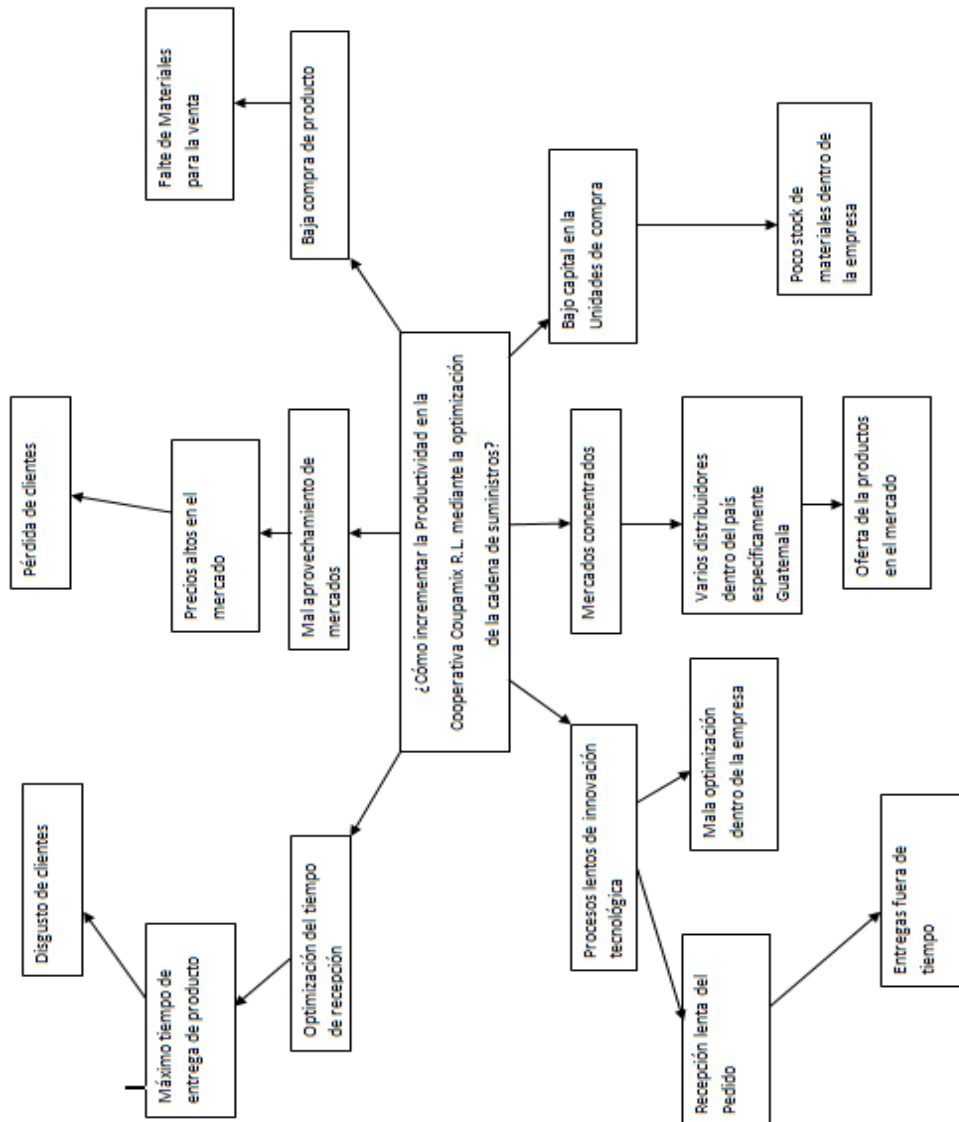 Disgusto de clientes
Pérdida de clientes
Falte de Materiales
para la venta
Máximo tiempo de
entrega de producto
Precios altos en el
mercado
Optimización del tiempo
de recepción
Mal aprovechamiento de
mercados
Baja compra de producto
¿Cómo incrementar la Productividad en la
Cooperativa Coupamix R.L. mediante la optimización
de la cadena de suministros?
Procesos lentos de innovación
tecnológica
Mercados concentrados
Bajo capital en la
Unidades de compra
Recepción lenta del
Pedido
Mala optimización
dentro de la empresa
Varios distribuidores
dentro del país
específicamente
Guatemala
Poco stock de
materiales dentro de
la empresa
Entregas fuera de
tiempo
Oferta de la productos
en el mercado